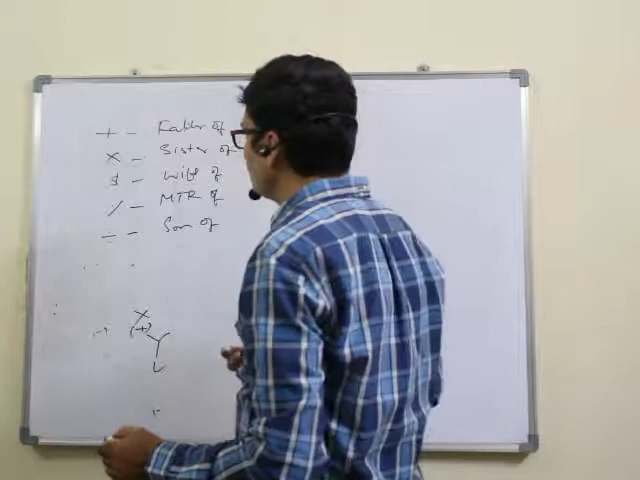 + - Father of
× - Sister of
$ - Wife of
% - MTR of
÷ - Son of
X
(+)
Y
L